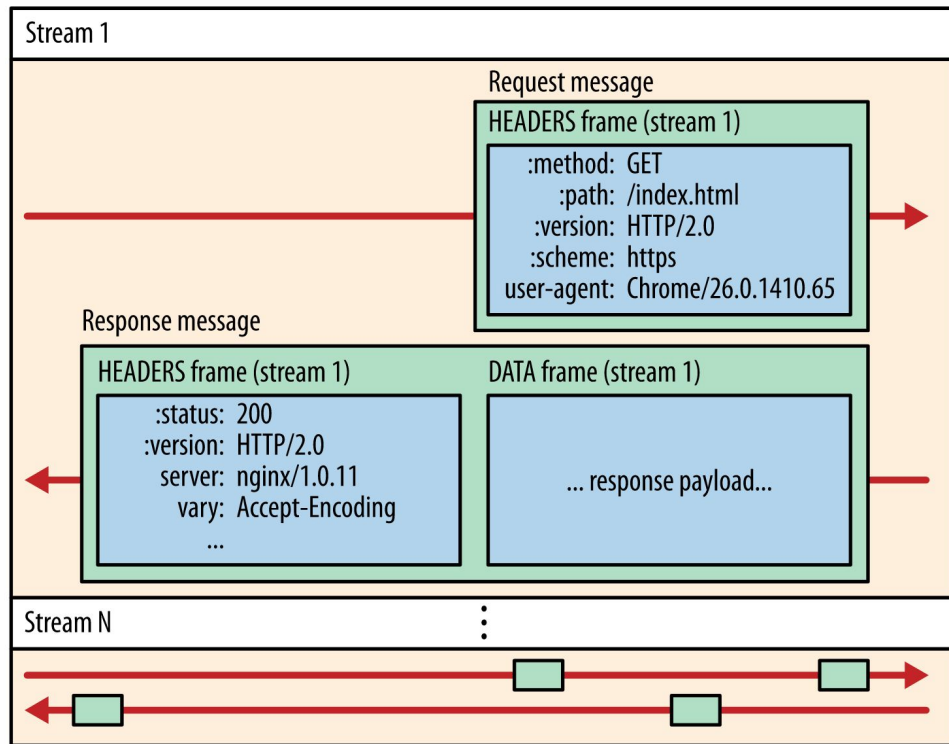 Stream 1
Request message
HEADERS frame (stream 1)
:method: GET
:path: /index.html
:version: HTTP/2.0
:scheme: https
user-agent: Chrome/26.0.1410.65
Response message
HEADERS frame (stream 1)
:status: 200
:version: HTTP/2.0
server: nginx/1.0.11
vary: Accept-Encoding
...
DATA frame (stream 1)
... response payload...
Stream N